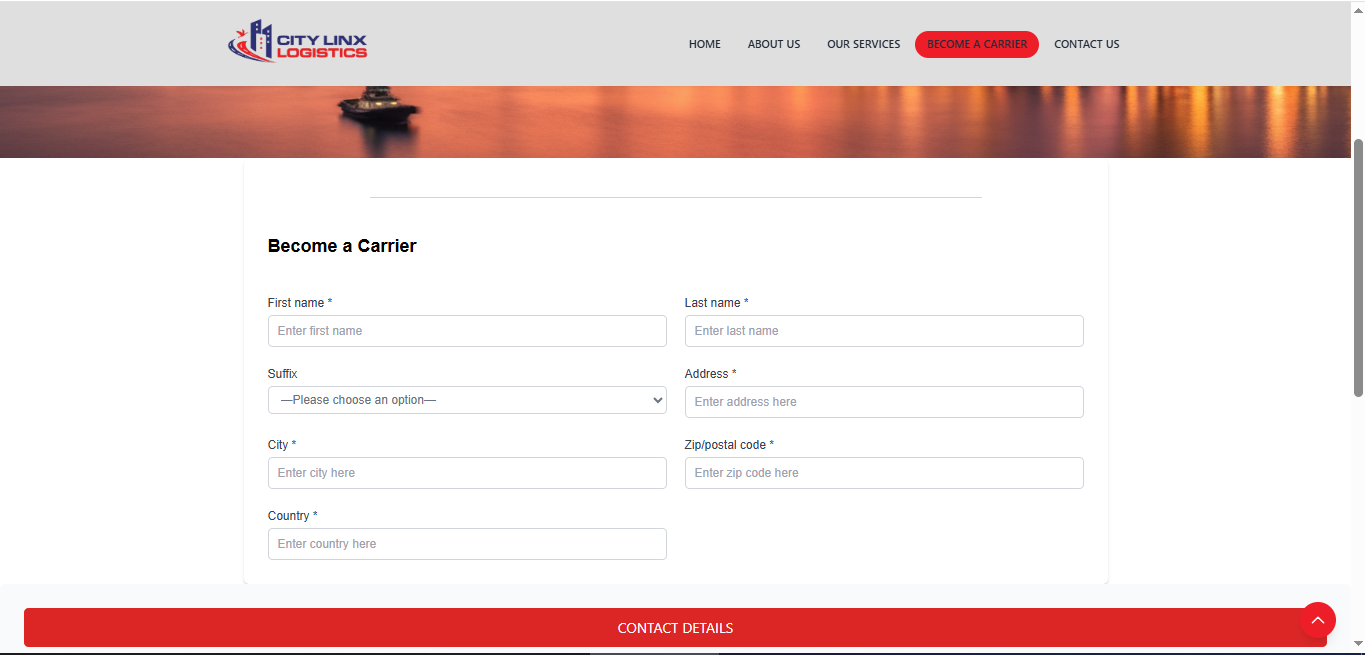 CITY LINX
LOGISTICS
HOME ABOUT US OUR SERVICES BECOME A CARRIER CONTACT US
Become a Carrier
First name * Last name *
Enter first name Enter last name
Suffix Address *
—Please choose an option— Enter address here
City * Zip/postal code *
Enter city here Enter zip code here
Country *
Enter country here
CONTACT DETAILS